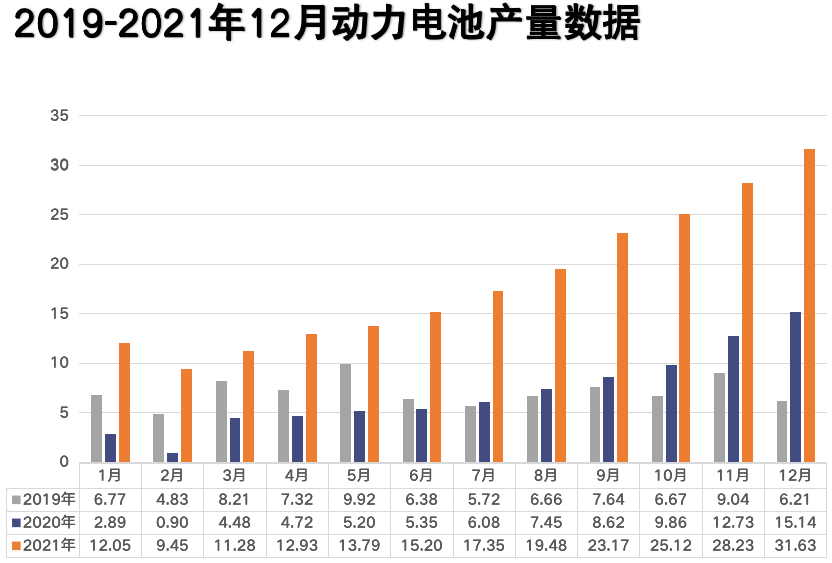 2019-2021年12月动力电池产量数据
35
30
25
20
15
10
5
0
1月 2月 3月 4月 5月 6月 7月 8月 9月 10月 11月 12月
2019年 6.77 4.83 8.21 7.32 9.92 6.38 5.72 6.66 7.64 6.67 9.04 6.21
2020年 2.89 0.90 4.48 4.72 5.20 5.35 6.08 7.45 8.62 9.86 12.73 15.14
2021年 12.05 9.45 11.28 12.93 13.79 15.20 17.35 19.48 23.17 25.12 28.23 31.63